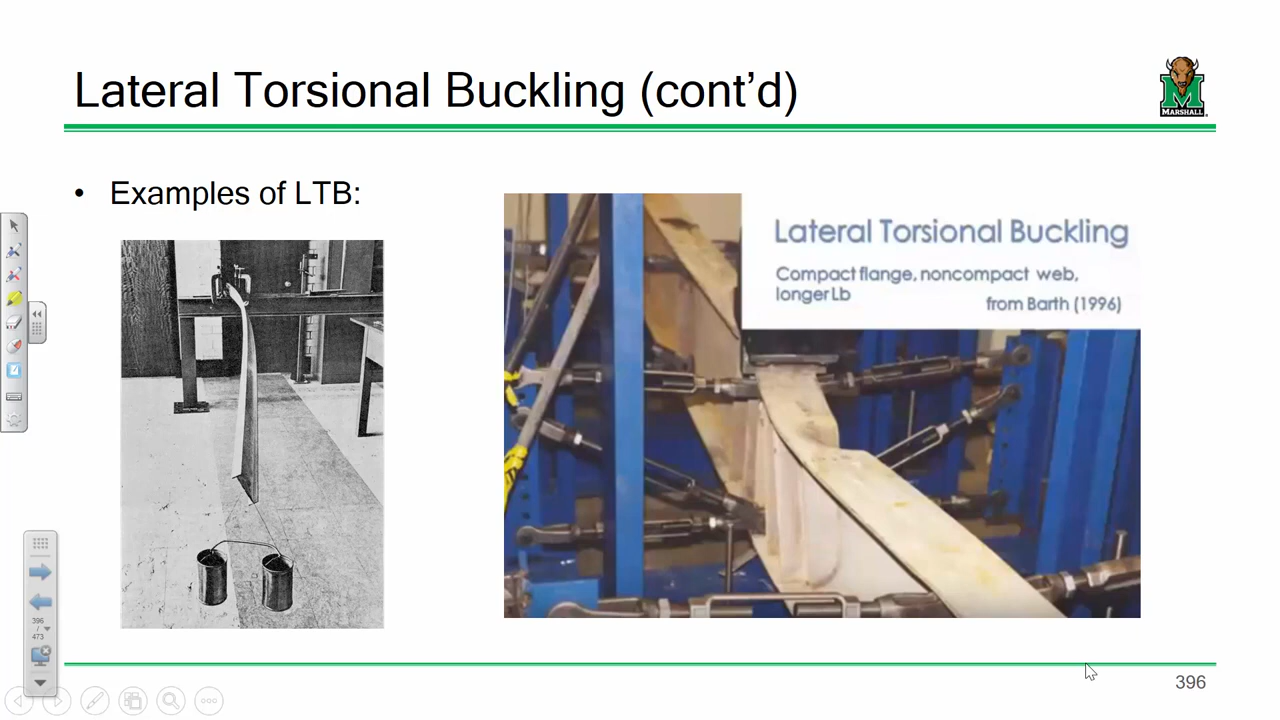 Lateral Torsional Buckling (cont’d)
MARSHALL
• Examples of LTB:
Lateral Torsional Buckling
Compact flange, noncompact web,
longer Lb
from Barth (1996)
396
/
473
396